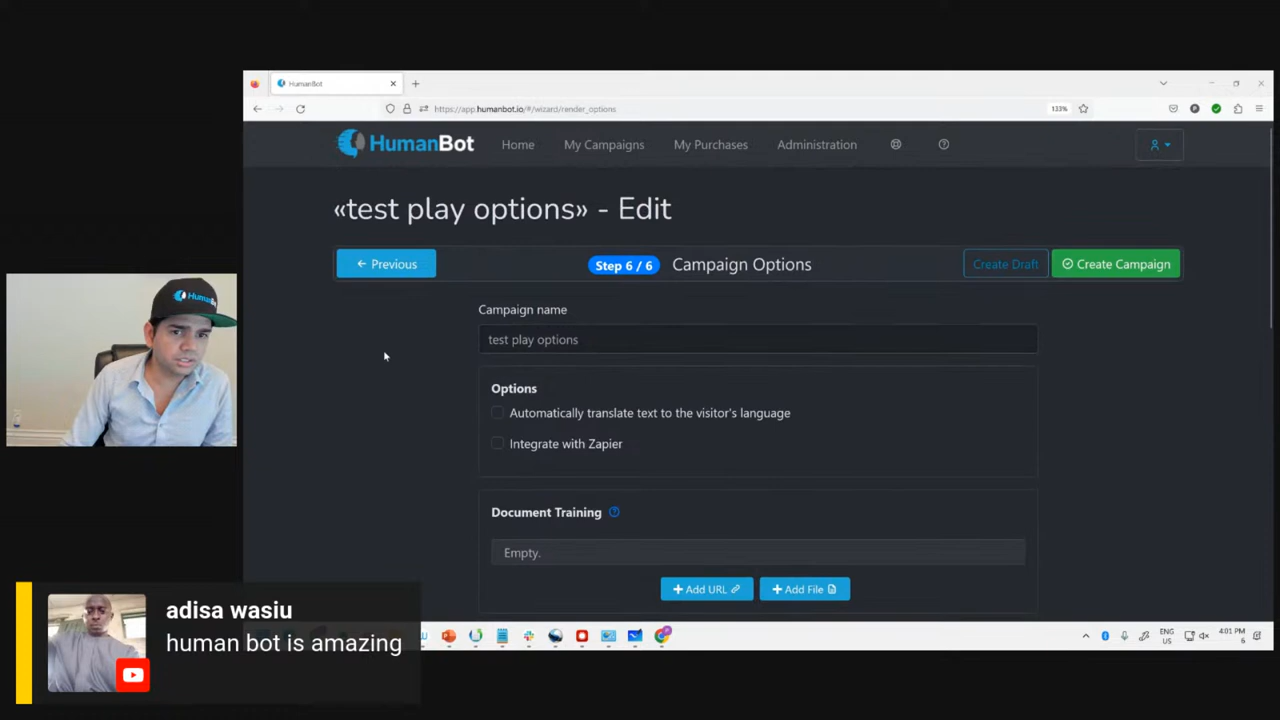 HumanBot
https://app.humanbot.io/#/wizard/render_options
133%
HumanBot
Home
My Campaigns
My Purchases
Administration
«test play options» - Edit
Previous
Step 6 / 6
Campaign Options
Create Draft
Create Campaign
Campaign name
test play options
Options
Automatically translate text to the visitor's language
Integrate with Zapier
Document Training
Empty.
Add URL
Add File
adisa wasiu
human bot is amazing
ENG
US
4:01 PM
6